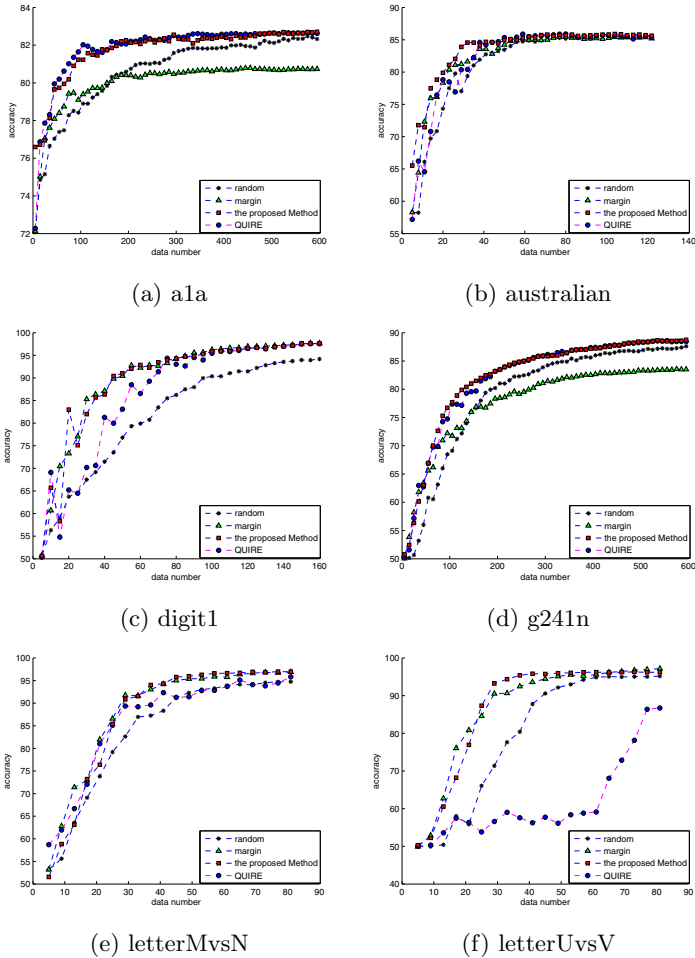 84
82
80
78
76
74
72
0
100
200
300
400
500
600
accuracy
data number
random
margin
the proposed Method
QUIRE
(a) a1a
90
85
80
75
70
65
60
55
0
20
40
60
80
100
120
140
accuracy
data number
random
margin
the proposed Method
QUIRE
(b) australian
100
95
90
85
80
75
70
65
60
55
50
0
20
40
60
80
100
120
140
160
accuracy
data number
random
margin
the proposed Method
QUIRE
(c) digit1
90
85
80
75
70
65
60
55
50
0
100
200
300
400
500
600
accuracy
data number
random
margin
the proposed Method
QUIRE
(d) g241n
100
95
90
85
80
75
70
65
60
55
50
0
10
20
30
40
50
60
70
80
90
accuracy
data number
random
margin
the proposed Method
QUIRE
(e) letterMvsN
100
90
80
70
60
50
40
0
10
20
30
40
50
60
70
80
90
accuracy
data number
random
margin
the proposed Method
QUIRE
(f) letterUvsV